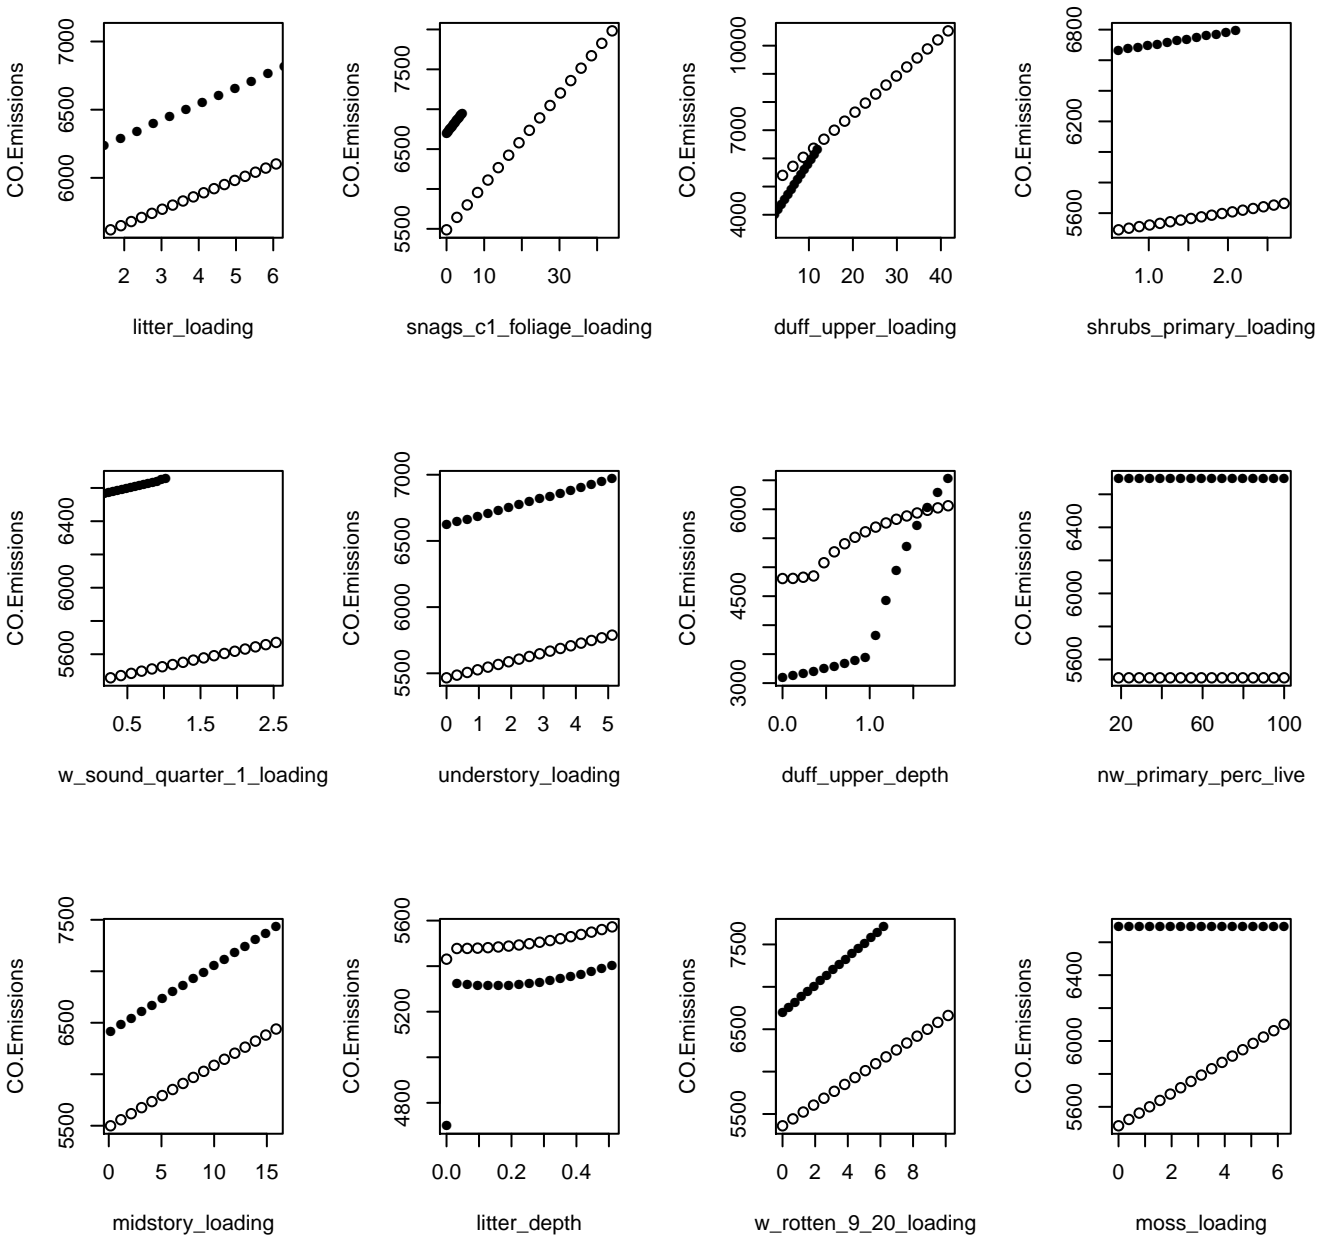 CO.Emissions
7000
6500
6000
2 3 4 5 6
litter_loading
CO.Emissions
7500
6500
5500
0 10 30
snags_c1_foliage_loading
CO.Emissions
10000
7000
4000
10 20 30 40
duff_upper_loading
CO.Emissions
6800
6200
5600
1.0 2.0
shrubs_primary_loading
CO.Emissions
6400
6000
5600
0.5 1.5 2.5
w_sound_quarter_1_loading
CO.Emissions
7000
6500
6000
5500
0 1 2 3 4 5
understory_loading
CO.Emissions
6000
4500
3000
0.0 1.0
duff_upper_depth
CO.Emissions
6400
6000
5600
20 60 100
nw_primary_perc_live
CO.Emissions
7500
6500
5500
0 5 10 15
midstory_loading
CO.Emissions
5600
5200
4800
0.0 0.2 0.4
litter_depth
CO.Emissions
7500
6500
5500
0 2 4 6 8
w_rotten_9_20_loading
CO.Emissions
6400
6000
5600
0 2 4 6
moss_loading